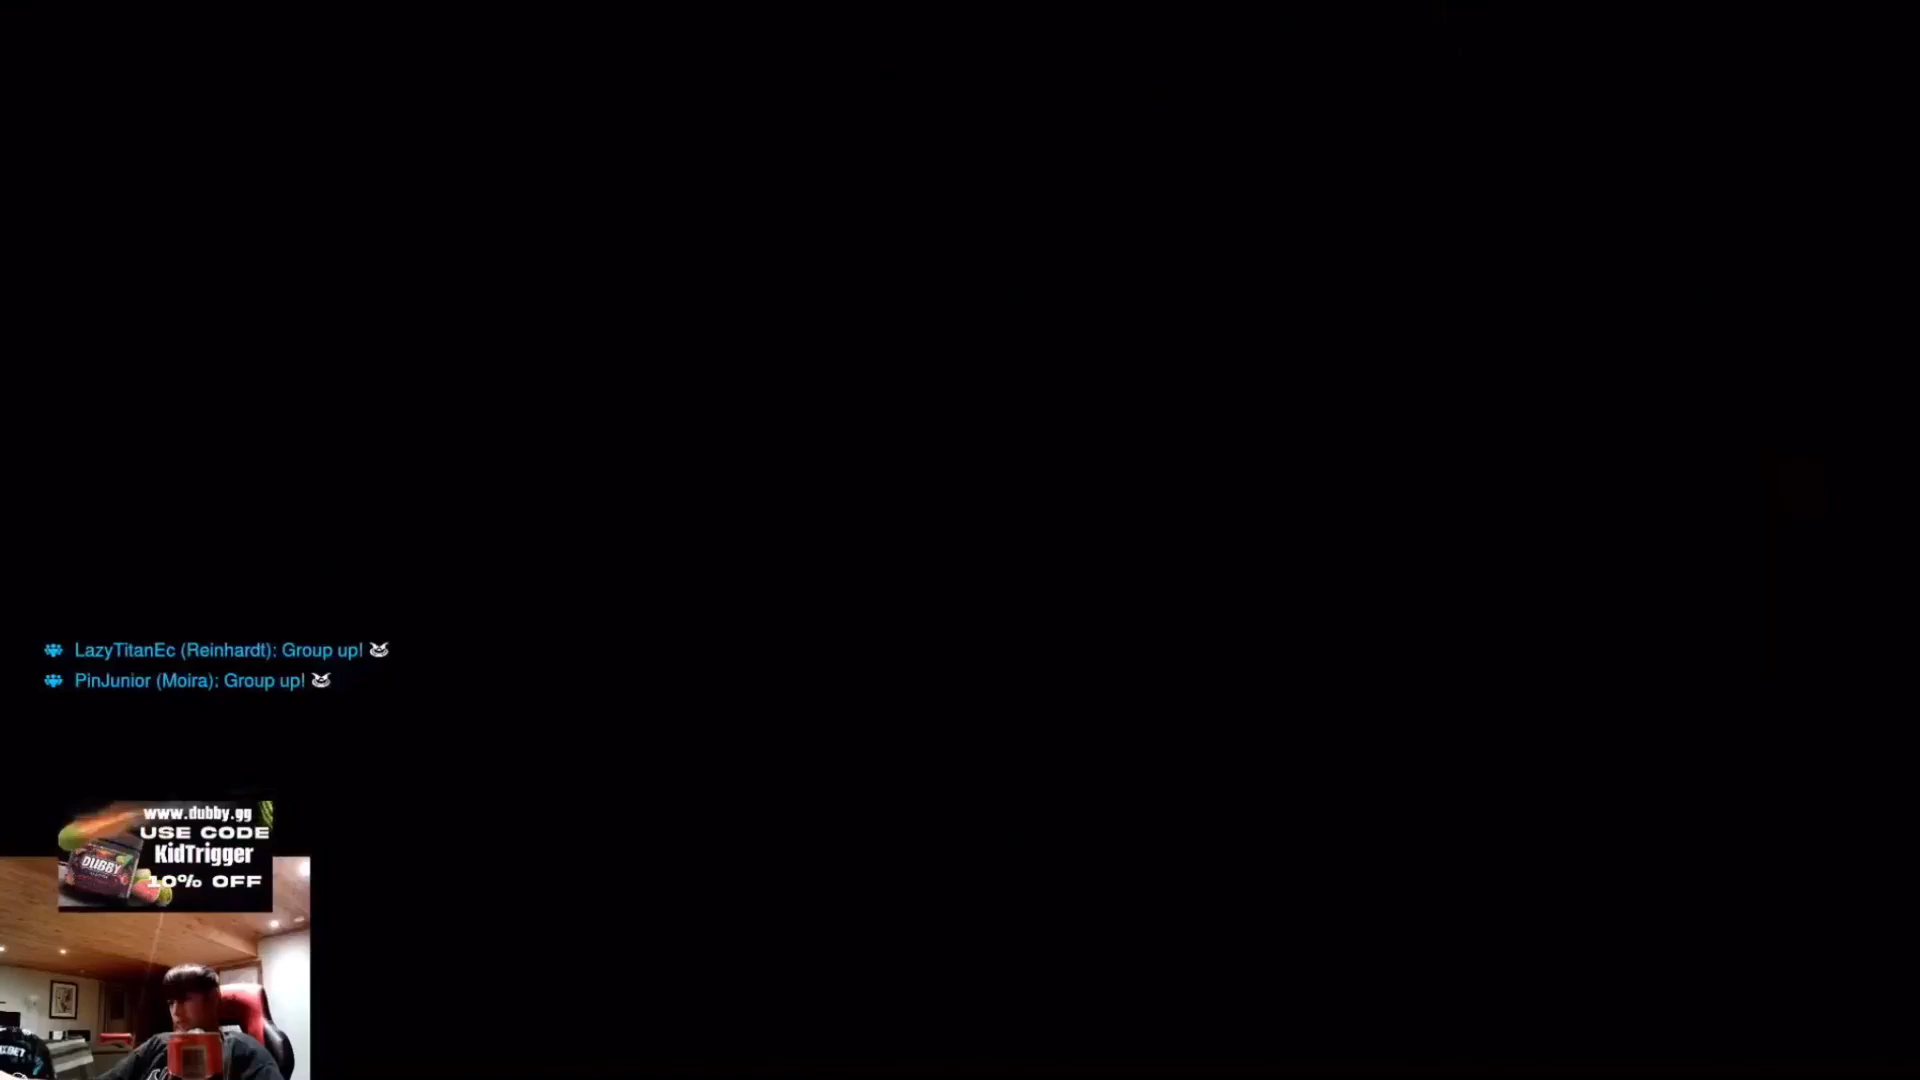 LazyTitanEc (Reinhardt): Group up!
PinJunior (Moira): Group up!
www.dubby.gg
USE CODE
KidTrigger
DUBBY
10% OFF